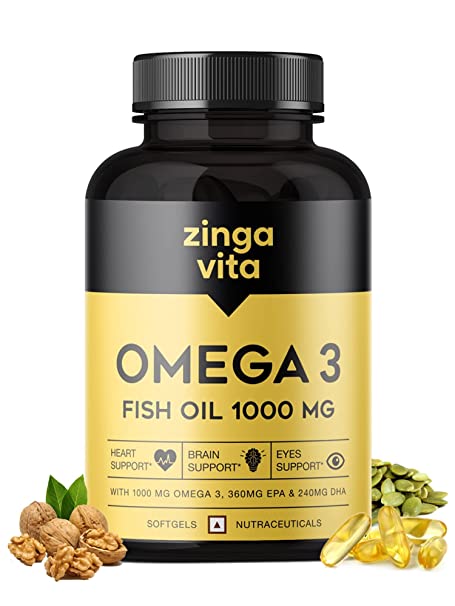 zinga
vita
OMEGA 3
FISH OIL 1000 MG
HEART
SUPPORT*
BRAIN
SUPPORT*
EYES
SUPPORT*
WITH 1000 MG OMEGA 3, 360MG EPA & 240MG DHA
SOFTGELS
NUTRACEUTICALS